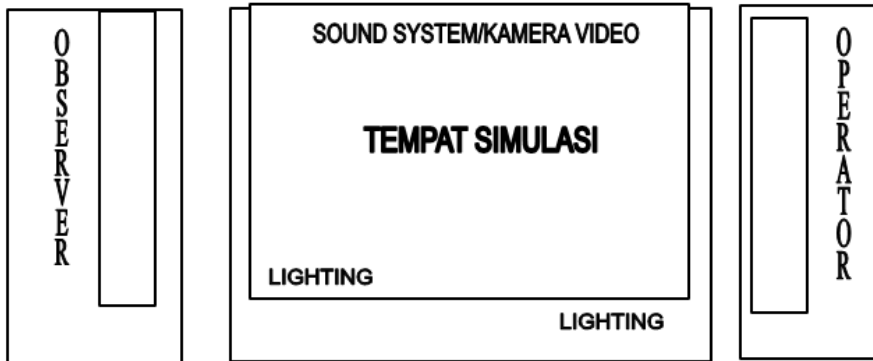 OBSERVER
SOUND SYSTEM/KAMERA VIDEO
TEMPAT SIMULASI
LIGHTING
LIGHTING
OPERATOR